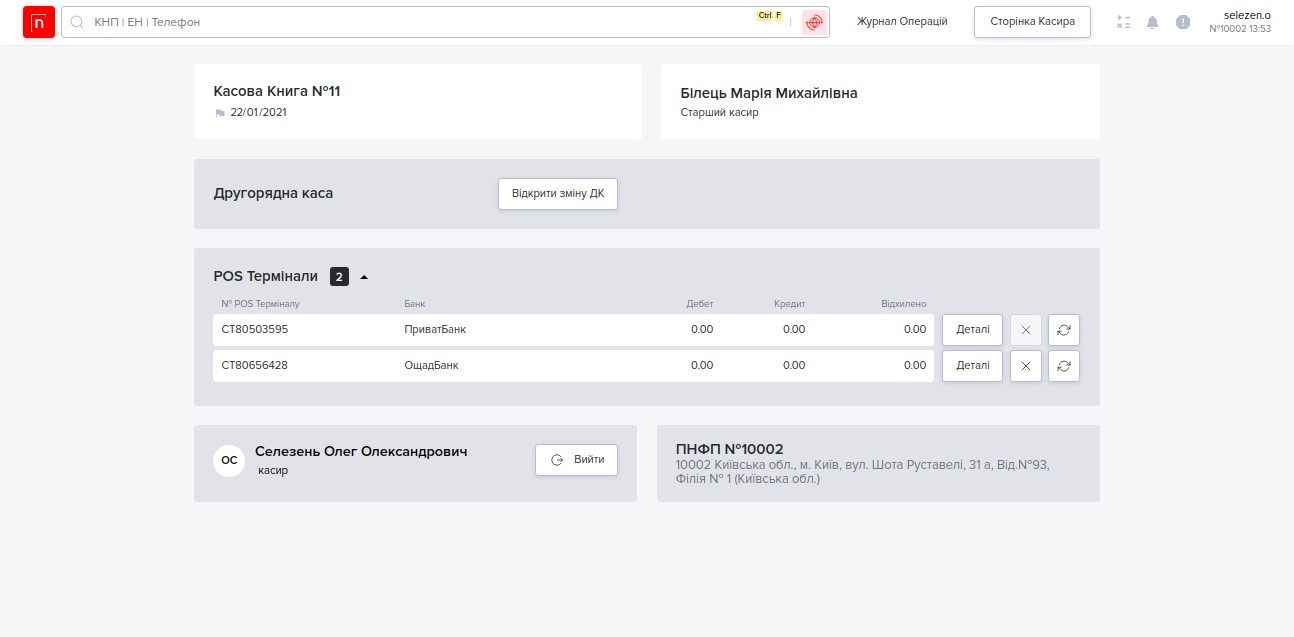 КНП | ЕН | Телефон
Ctrl F
Журнал Операцій
Сторінка Касира
selezen.o
№10002 13:53
Касова Книга №11
22/01/2021
Білець Марія Михайлівна
Старший касир
Другорядна каса
Відкрити зміну ДК
POS Термінали 2
№ POS Терміналу Банк Дебет Кредит Відхилено
СТ80503595 ПриватБанк 0.00 0.00 0.00 Деталі
СТ80656428 ОщадБанк 0.00 0.00 0.00 Деталі
ОС
Селезень Олег Олександрович
касир
Вийти
ПНФП №10002
10002 Київська обл., м. Київ, вул. Шота Руставелі, 31 а, Від.№93,
Філія № 1 (Київська обл.)